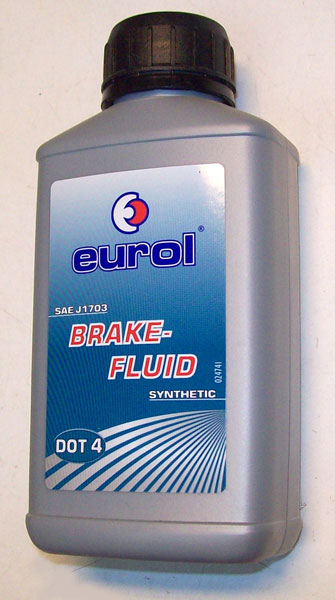 eurol®
SAE J1703
BRAKE-
FLUID
024741
SYNTHETIC
DOT 4